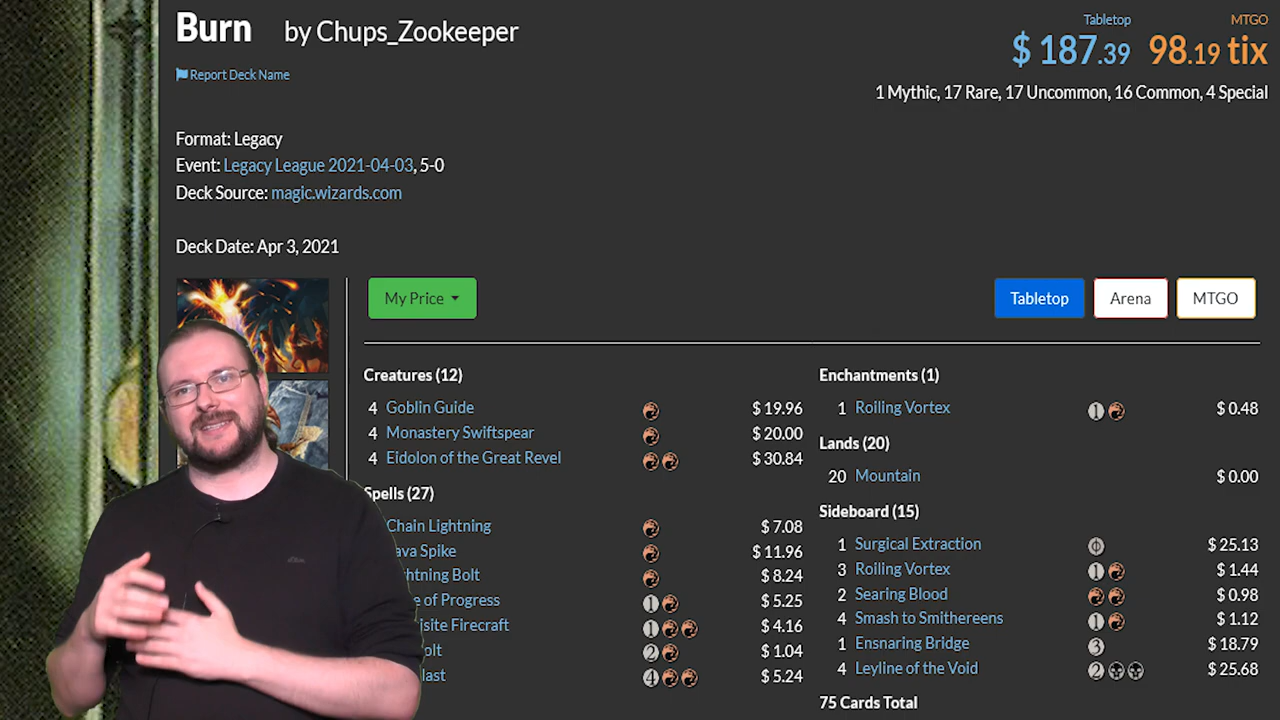 Burn by Chups_Zookeeper
Report Deck Name
Tabletop
$ 187.39
MTGO
98.19 tix
1 Mythic, 17 Rare, 17 Uncommon, 16 Common, 4 Special
Format: Legacy
Event: Legacy League 2021-04-03, 5-0
Deck Source: magic.wizards.com
Deck Date: Apr 3, 2021
My Price
Tabletop
Arena
MTGO
Creatures (12)
4 Goblin Guide $ 19.96
4 Monastery Swiftspear $ 20.00
4 Eidolon of the Great Revel $ 30.84
Spells (27)
Chain Lightning $ 7.08
Spike $ 11.96
Bolt $ 8.24
of Progress $ 5.25
Firecraft $ 4.16
$ 1.04
$ 5.24
Enchantments (1)
1 Roiling Vortex 1 $ 0.48
Lands (20)
20 Mountain $ 0.00
Sideboard (15)
1 Surgical Extraction $ 25.13
3 Roiling Vortex 1 $ 1.44
2 Searing Blood $ 0.98
4 Smash to Smithereens 1 $ 1.12
1 Ensnaring Bridge 3 $ 18.79
4 Leyline of the Void 2 $ 25.68
75 Cards Total